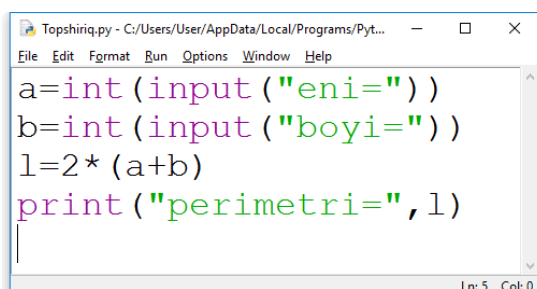 Topshiriq.py - C:/Users/User/AppData/Local/Programs/Pyt...
File Edit Format Run Options Window Help
a=int(input("eni="))
b=int(input("boyi="))
l=2*(a+b)
print("perimetri=",l)
Ln: 5 Col: 0